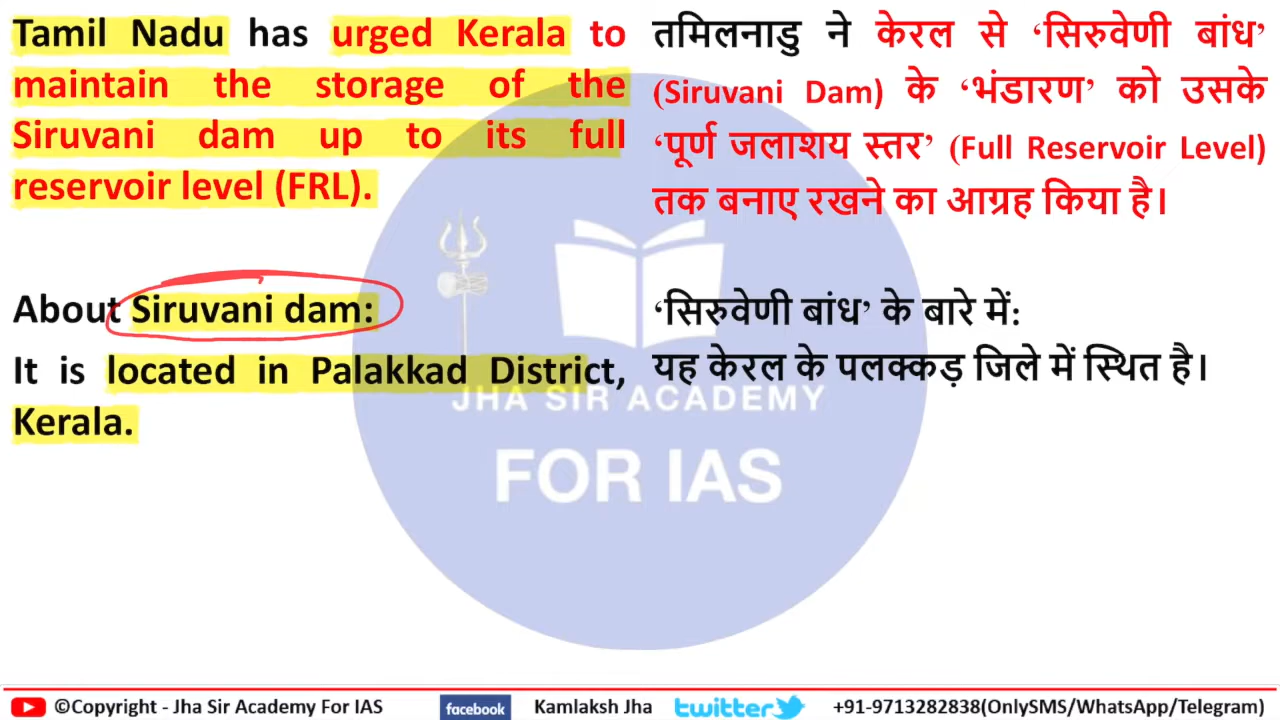 Tamil Nadu has urged Kerala to
maintain the storage of the
Siruvani dam up to its full
reservoir level (FRL).
About Siruvani dam:
It is located in Palakkad District,
Kerala.
तमिलनाडु ने केरल से ‘सिरुवेणी बांध’
(Siruvani Dam) के ‘भंडारण’ को उसके
‘पूर्ण जलाशय स्तर’ (Full Reservoir Level)
तक बनाए रखने का आग्रह किया है।
‘सिरुवेणी बांध’ के बारे में:
यह केरल के पलक्कड़ जिले में स्थित है।
JHA SIR ACADEMY
FOR IAS
©Copyright - Jha Sir Academy For IAS
facebook
Kamlaksh Jha
twitter
+91-9713282838(OnlySMS/WhatsApp/Telegram)